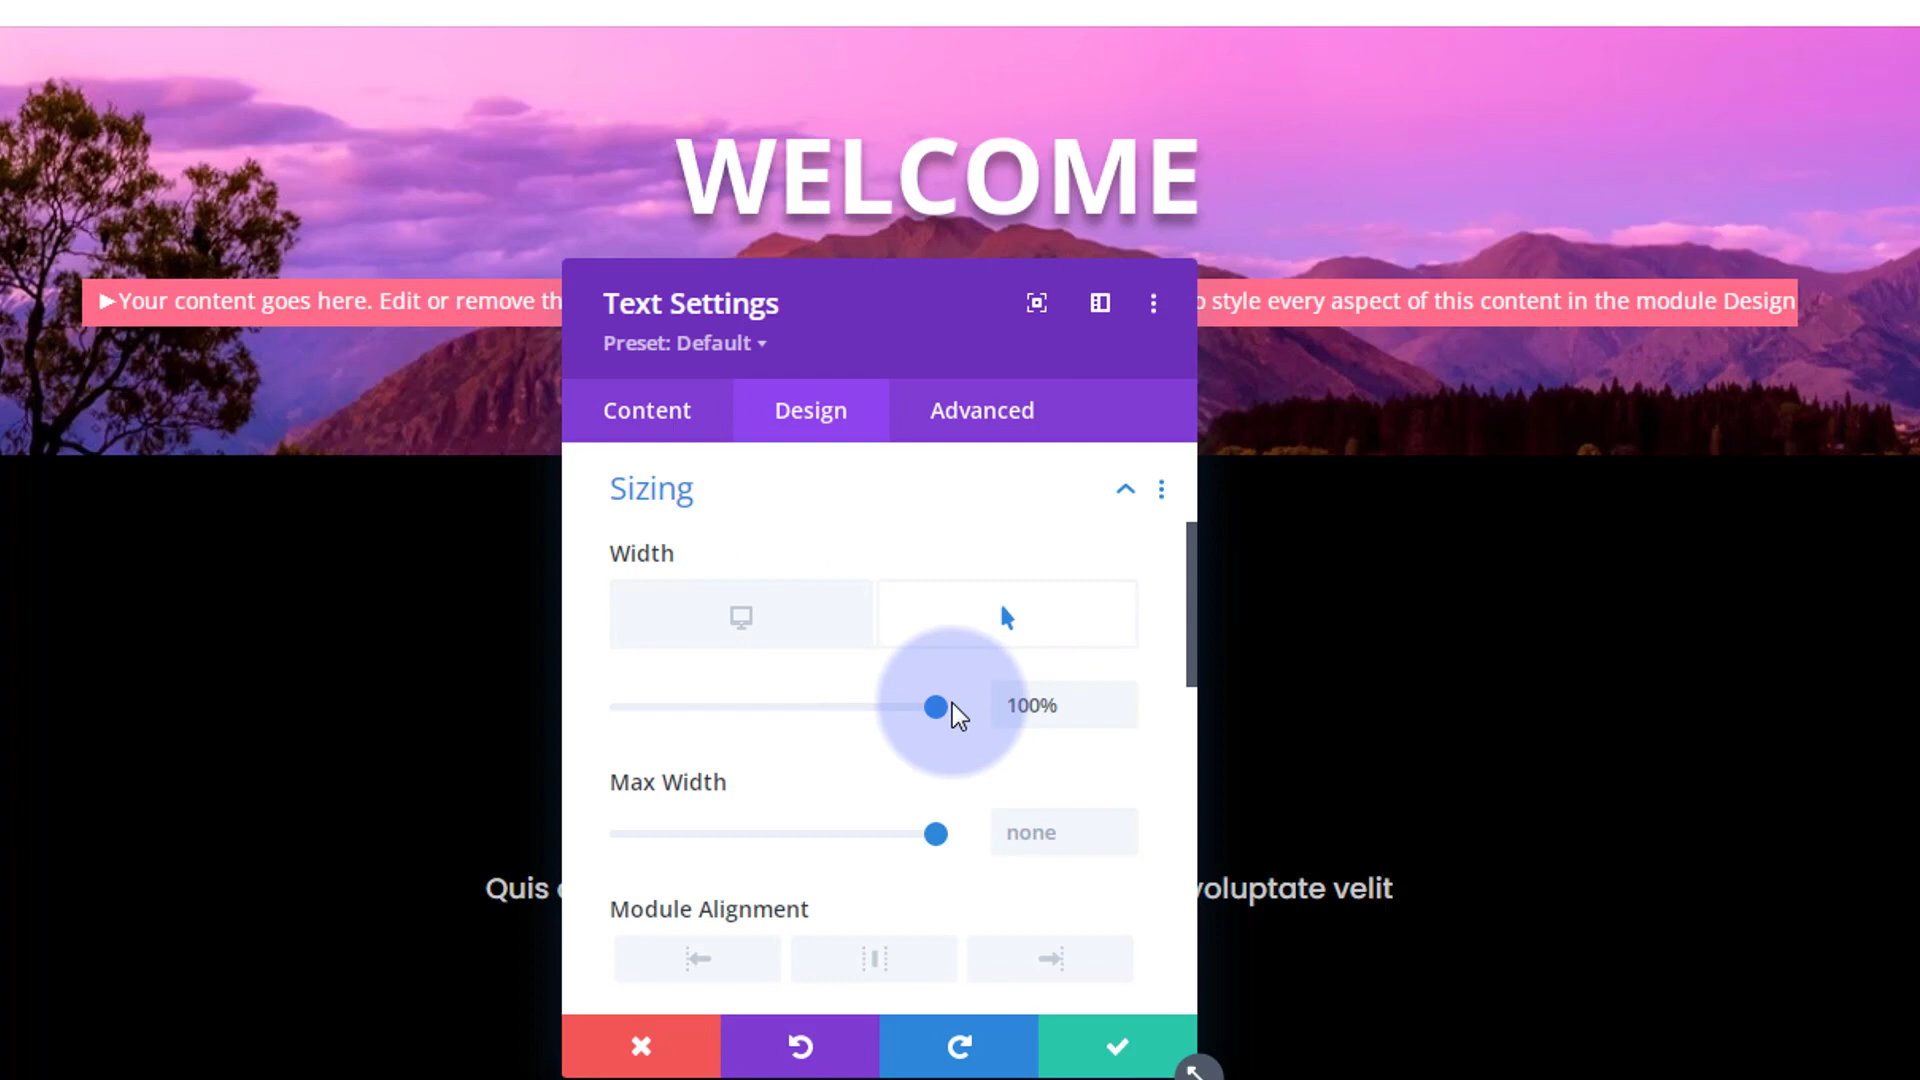 WELCOME
▶Your content goes here. Edit or remove th
style every aspect of this content in the module Design
Text Settings
Preset: Default
Content
Design
Advanced
Sizing
Width
100%
Max Width
none
Module Alignment
Quis
voluptate velit